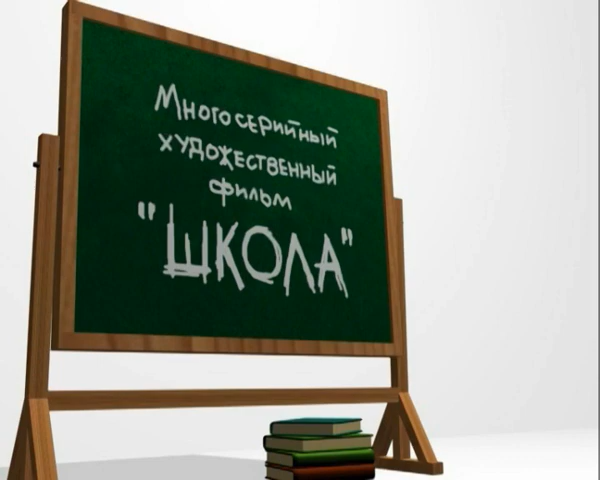 Многосерийный
художественный
фильм
"ШКОЛА"